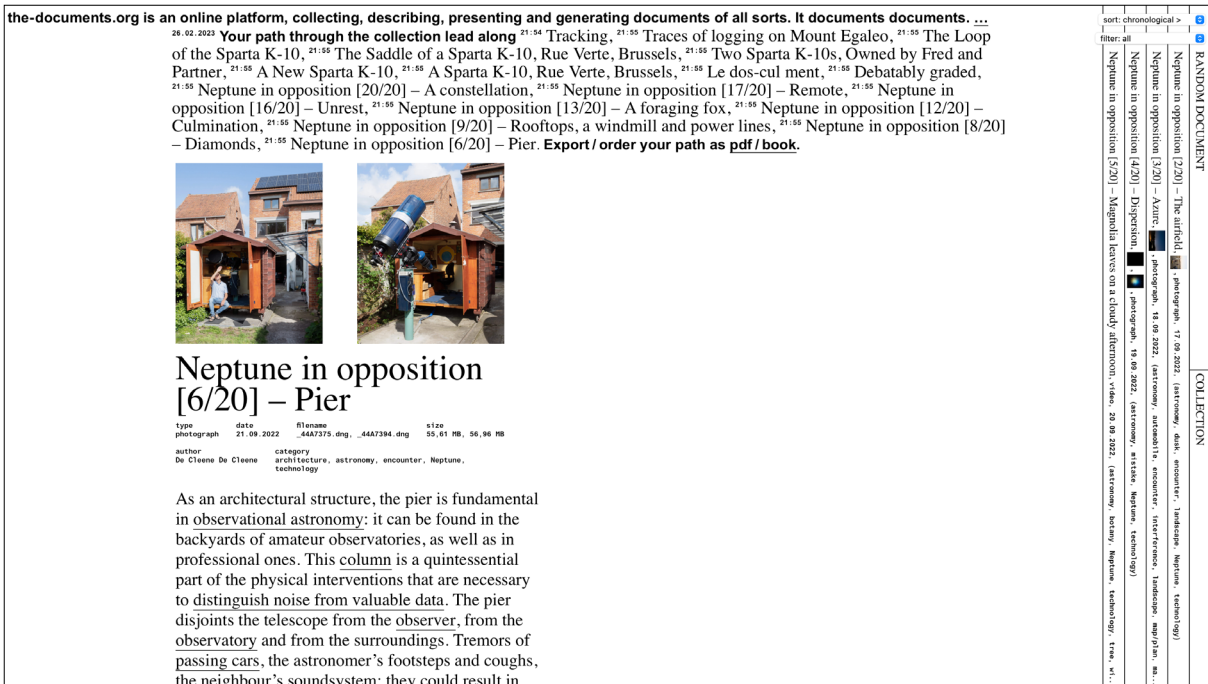 the-documents.org is an online platform, collecting, describing, presenting and generating documents of all sorts. It documents documents. ...
26.02.2023 Your path through the collection lead along 21:54 Tracking, 21:55 Traces of logging on Mount Egaleo, 21:55 The Loop
of the Sparta K-10, 21:55 The Saddle of a Sparta K-10, Rue Verte, Brussels, 21:55 Two Sparta K-10s, Owned by Fred and
Partner, 21:55 A New Sparta K-10, 21:55 A Sparta K-10, Rue Verte, Brussels, 21:55 Le dos-cul ment, 21:55 Debatably graded,
21:55 Neptune in opposition [20/20] – A constellation, 21:55 Neptune in opposition [17/20] – Remote, 21:55 Neptune in
opposition [16/20] – Unrest, 21:55 Neptune in opposition [13/20] – A foraging fox, 21:55 Neptune in opposition [12/20] –
Culmination, 21:55 Neptune in opposition [9/20] – Rooftops, a windmill and power lines, 21:55 Neptune in opposition [8/20]
– Diamonds, 21:55 Neptune in opposition [6/20] – Pier. Export / order your path as pdf / book.
Neptune in opposition
[6/20] – Pier
type date filename size
photograph 21.09.2022 _44A7375.dng, _44A7394.dng 55,61 MB, 56,96 MB
author category
De Cleene De Cleene architecture, astronomy, encounter, Neptune,
technology
As an architectural structure, the pier is fundamental
in observational astronomy: it can be found in the
backyards of amateur observatories, as well as in
professional ones. This column is a quintessential
part of the physical interventions that are necessary
to distinguish noise from valuable data. The pier
disjoints the telescope from the observer, from the
observatory and from the surroundings. Tremors of
passing cars, the astronomer's footsteps and coughs,
the neighbour's soundsystem: they could result in
sort: chronological >
filter: all
RANDOM DOCUMENT
COLLECTION
Neptune in opposition [2/20] – The airfield, , photograph, 17.09.2022, (astronomy, dusk, encounter, landscape, Neptune, technology)
Neptune in opposition [3/20] – Azure, , photograph, 18.09.2022, (astronomy, automobile, encounter, interference, landscape, map/plan, ma...
Neptune in opposition [4/20] – Dispersion, , , photograph, 19.09.2022, (astronomy, mistake, Neptune, technology)
Neptune in opposition [5/20] – Magnolia leaves on a cloudy afternoon, video, 20.09.2022, (astronomy, botany, Neptune, technology, tree, wi...